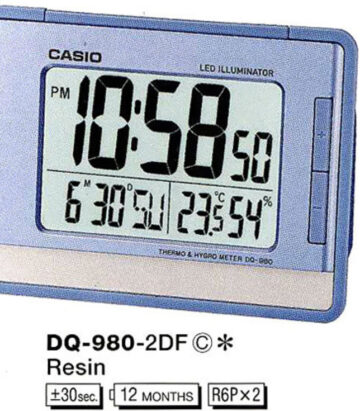 CASIO
LED ILLUMINATOR
PM 10:58 50
6 M 30 D SU 23.5 °C 54 %
THERMO & HYGRO METER DQ-980
+
-
DQ-980-2DF Ⓒ*
Resin
±30sec. 12 MONTHS R6P×2